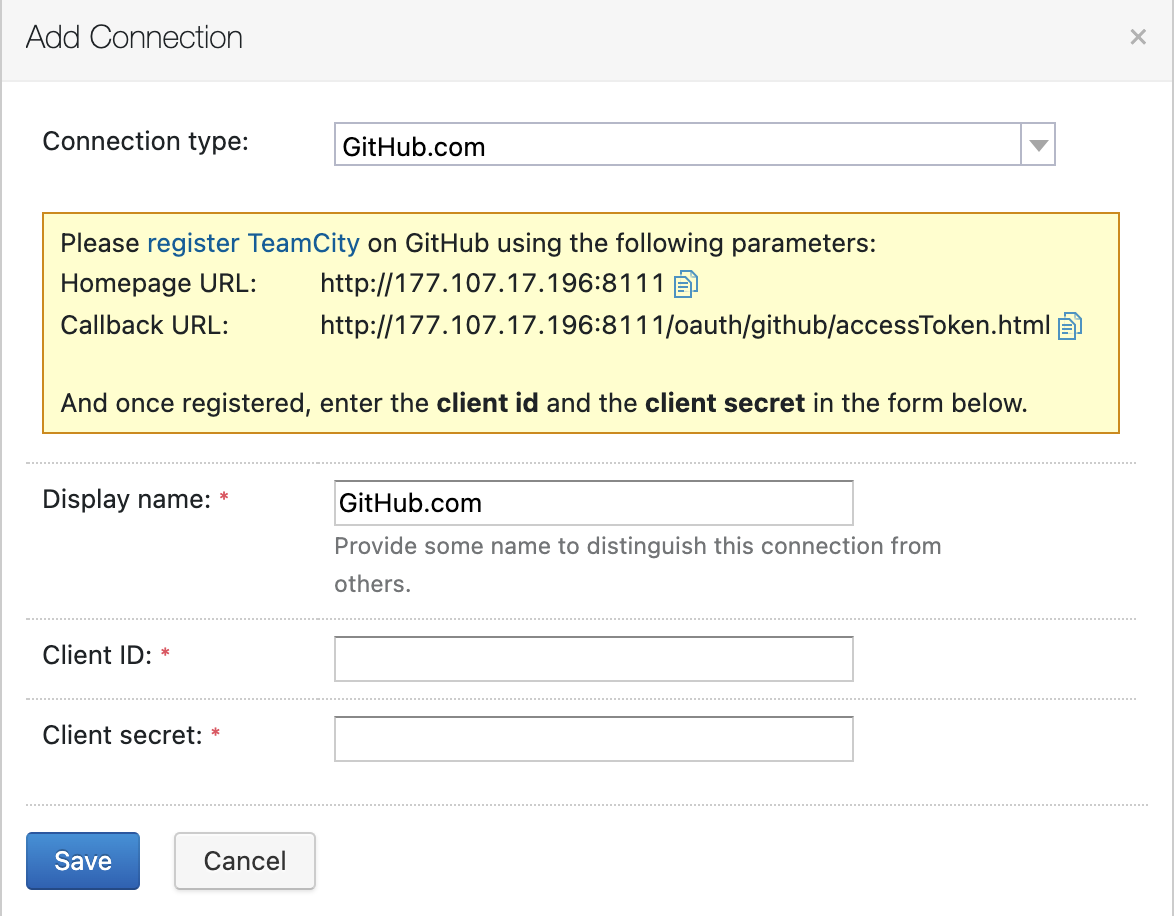 Add Connection
Connection type: GitHub.com
Please register TeamCity on GitHub using the following parameters:
Homepage URL: http://177.107.17.196:8111
Callback URL: http://177.107.17.196:8111/oauth/github/accessToken.html
And once registered, enter the client id and the client secret in the form below.
Display name: * GitHub.com
Provide some name to distinguish this connection from
others.
Client ID: *
Client secret: *
Save Cancel